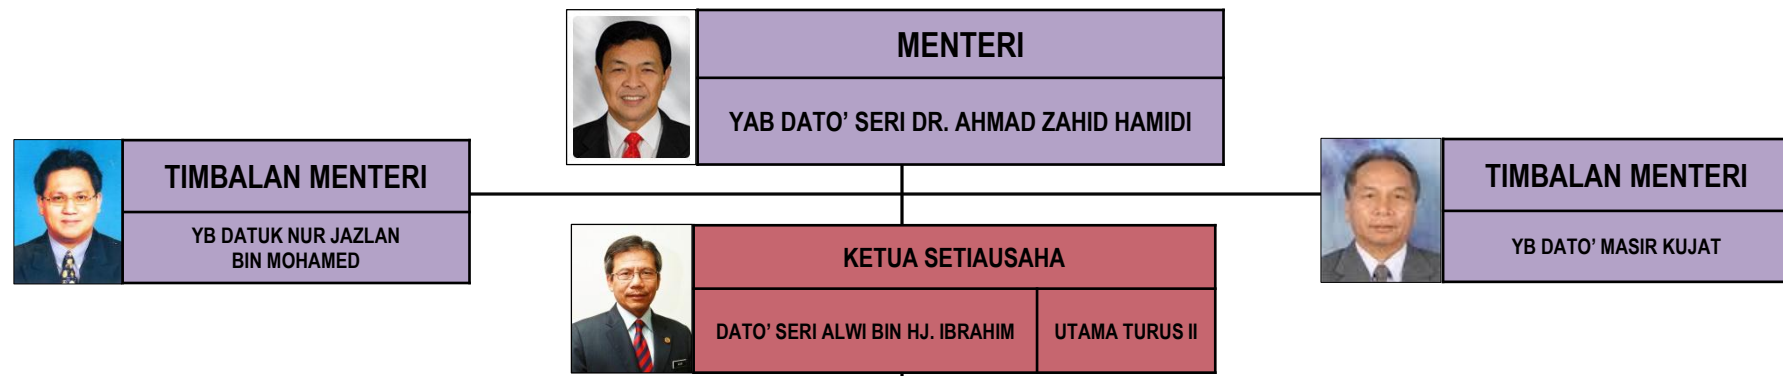 MENTERI
YAB DATO’ SERI DR. AHMAD ZAHID HAMIDI
TIMBALAN MENTERI
YB DATUK NUR JAZLAN
BIN MOHAMED
TIMBALAN MENTERI
YB DATO’ MASIR KUJAT
KETUA SETIAUSAHA
DATO’ SERI ALWI BIN HJ. IBRAHIM
UTAMA TURUS II